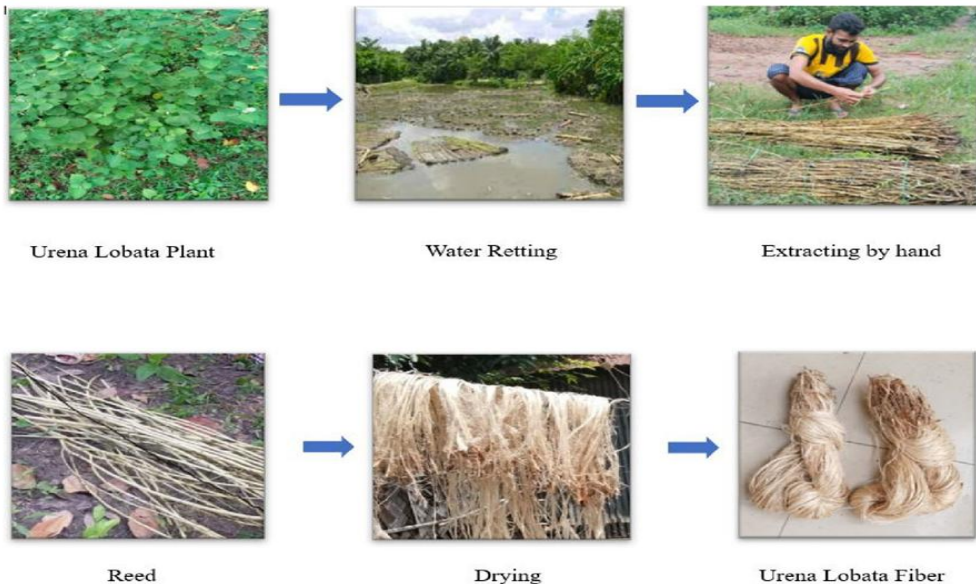 Urena Lobata Plant
Water Retting
Extracting by hand
Reed
Drying
Urena Lobata Fiber